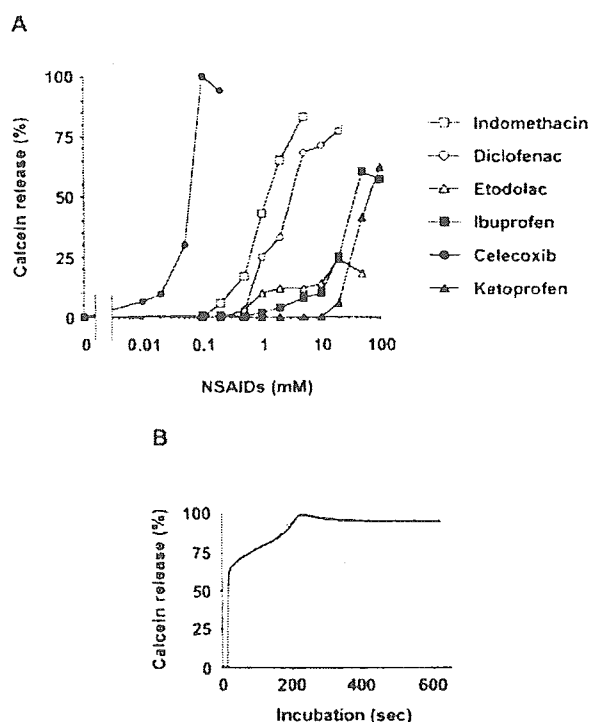 A
Calcein release (%)
100
75
50
25
0
0 0.01 0.1 1 10 100
NSAIDs (mM)
Indomethacin
Diclofenac
Etodolac
Ibuprofen
Celecoxib
Ketoprofen
B
Calcein release (%)
100
75
50
25
0
0 200 400 600
Incubation (sec)